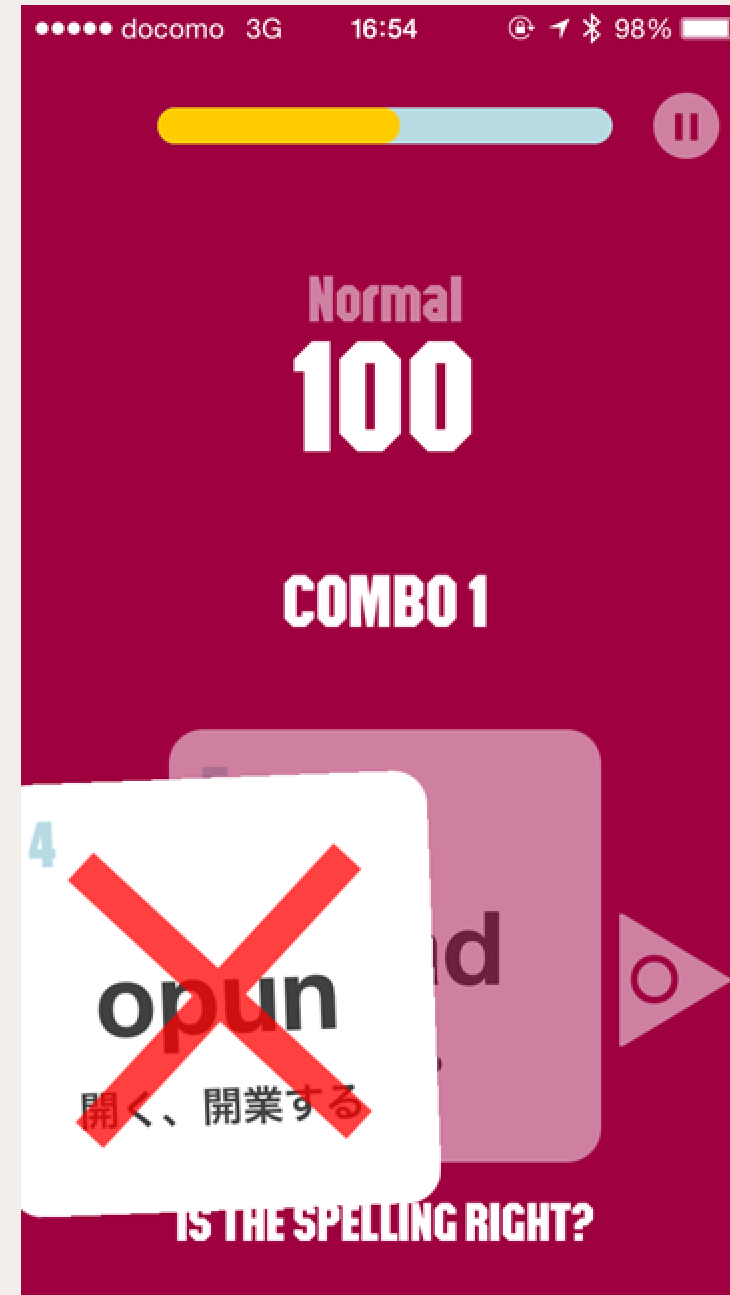 docomo 3G 16:54 98%
Normal
100
COMBO 1
4
opun
開く、開業する
IS THE SPELLING RIGHT?